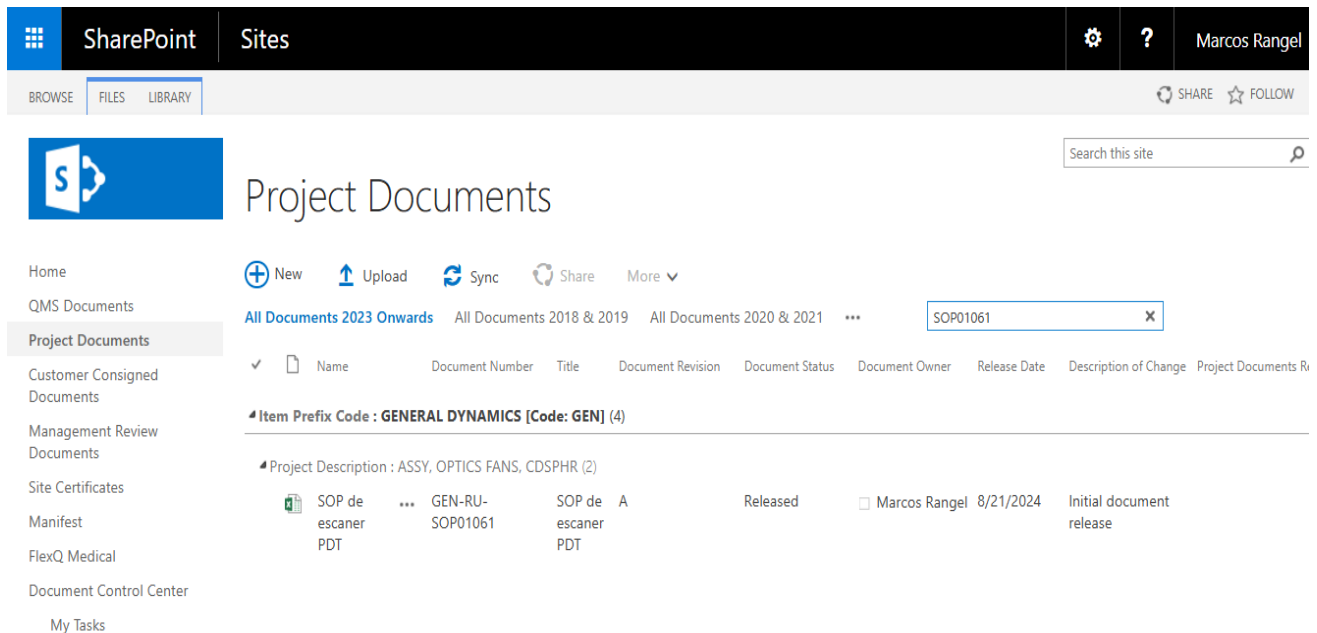 SharePoint Sites Marcos Rangel
BROWSE FILES LIBRARY SHARE FOLLOW
Search this site
S
Project Documents
New Upload Sync Share More
All Documents 2023 Onwards All Documents 2018 & 2019 All Documents 2020 & 2021 ••• SOP01061
Name Document Number Title Document Revision Document Status Document Owner Release Date Description of Change Project Documents
Item Prefix Code : GENERAL DYNAMICS [Code: GEN] (4)
Project Description : ASSY, OPTICS FANS, CDSPHR (2)
SOP de ••• GEN-RU- SOP de A Released Marcos Rangel 8/21/2024 Initial document
escaner SOP01061 escaner release
PDT PDT
Home
QMS Documents
Project Documents
Customer Consigned
Documents
Management Review
Documents
Site Certificates
Manifest
FlexQ Medical
Document Control Center
My Tasks